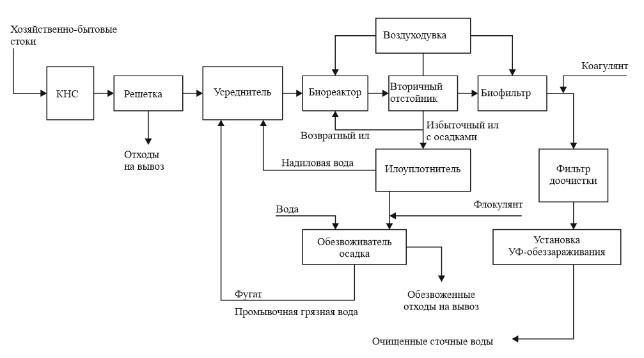 Хозяйственно-бытовые
стоки
Воздуходувка
Коагулянт
КНС
Решетка
Усреднитель
Биореактор
Вторичный
отстойник
Биофильтр
Возвратный ил
Избыточный ил
с осадками
Отходы
на вывоз
Надиловая вода
Илоуплотнитель
Фильтр
доочистки
Вода
Флокулянт
Обезвоживатель
осадка
Установка
УФ-обеззараживания
Фугат
Промывочная грязная вода
Обезвоженные
отходы на вывоз
Очищенные сточные воды